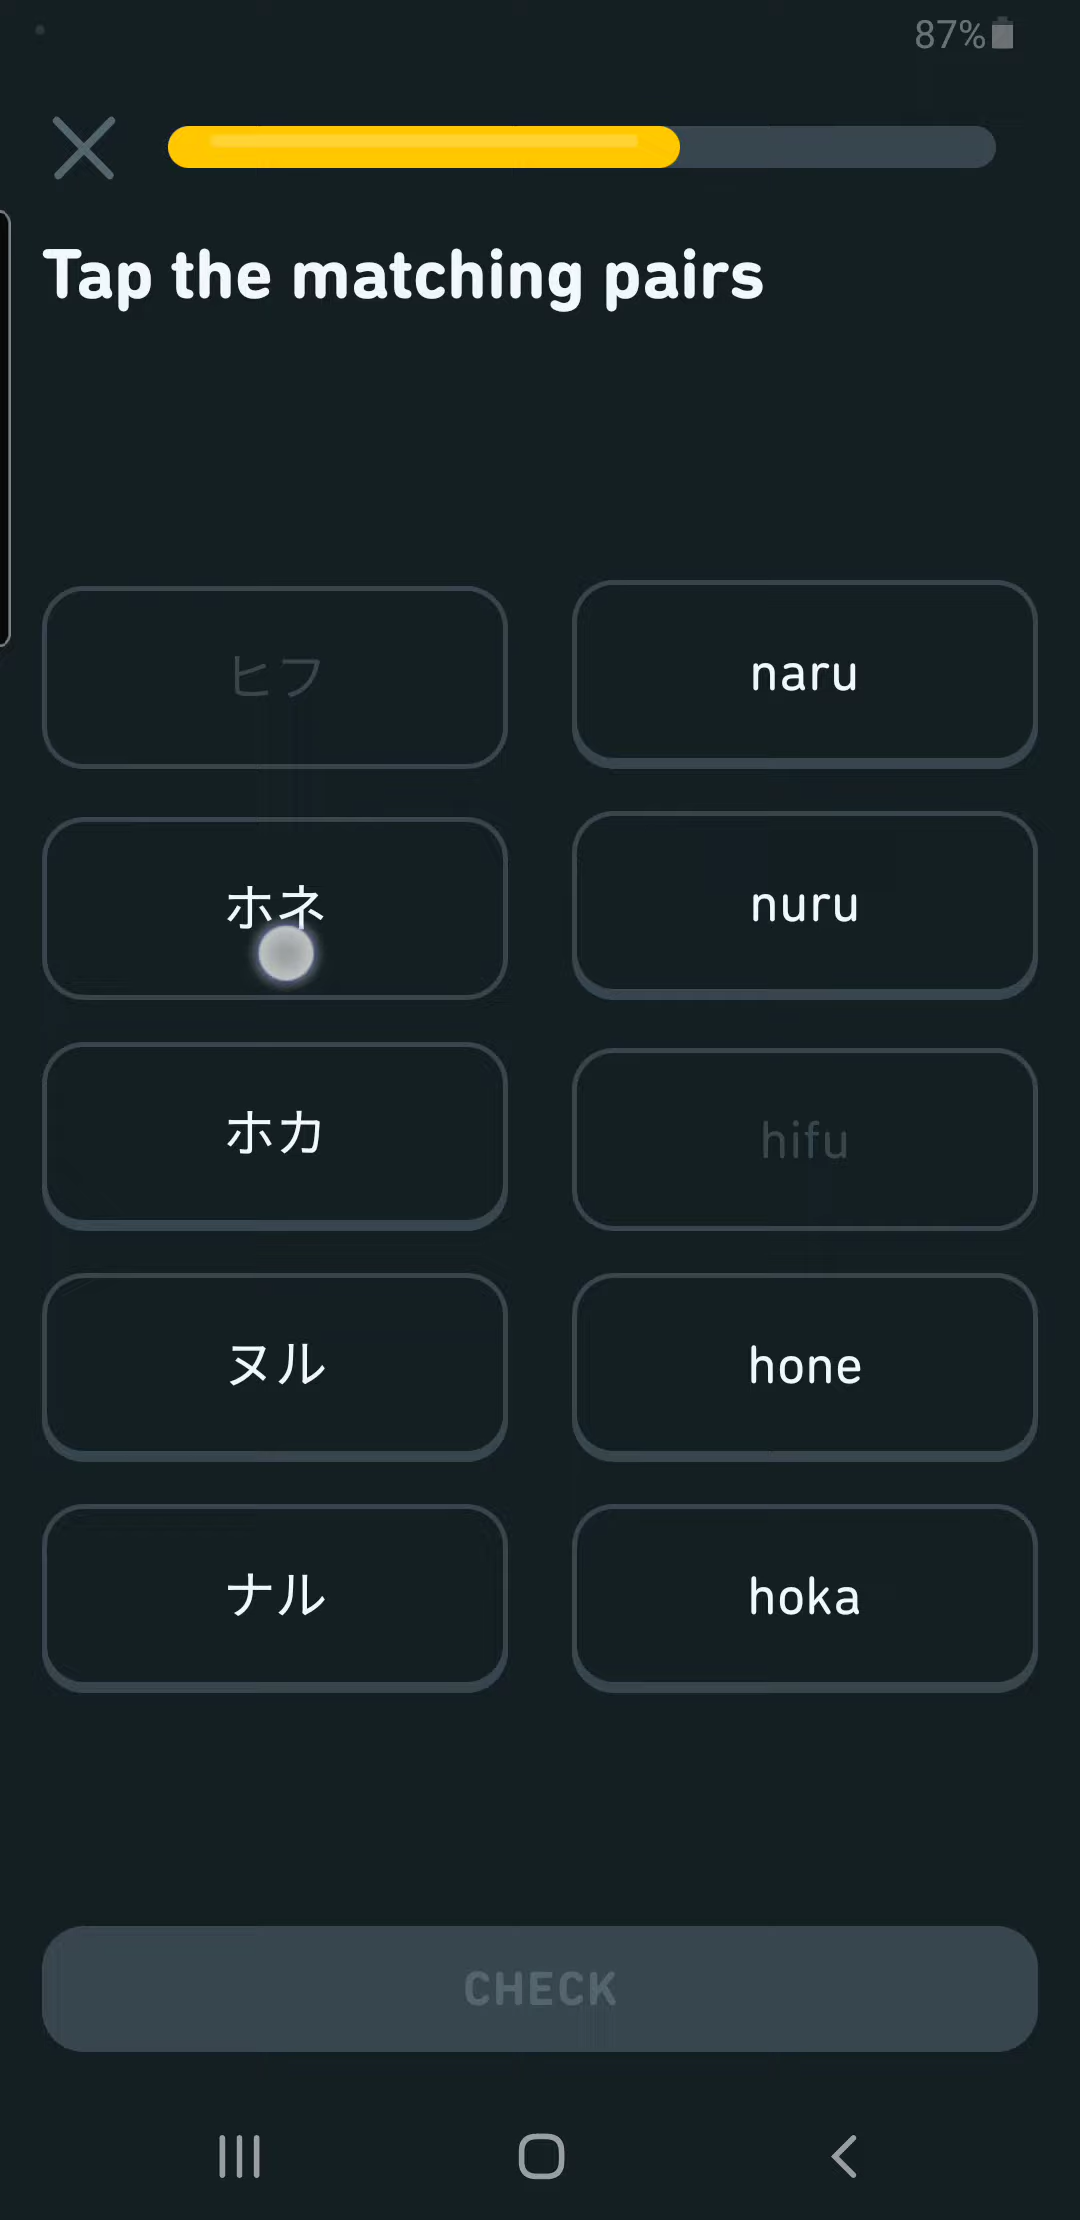 87%
Tap the matching pairs
ヒフ
naru
ホネ
nuru
ホカ
hifu
ヌル
hone
ナル
hoka
CHECK